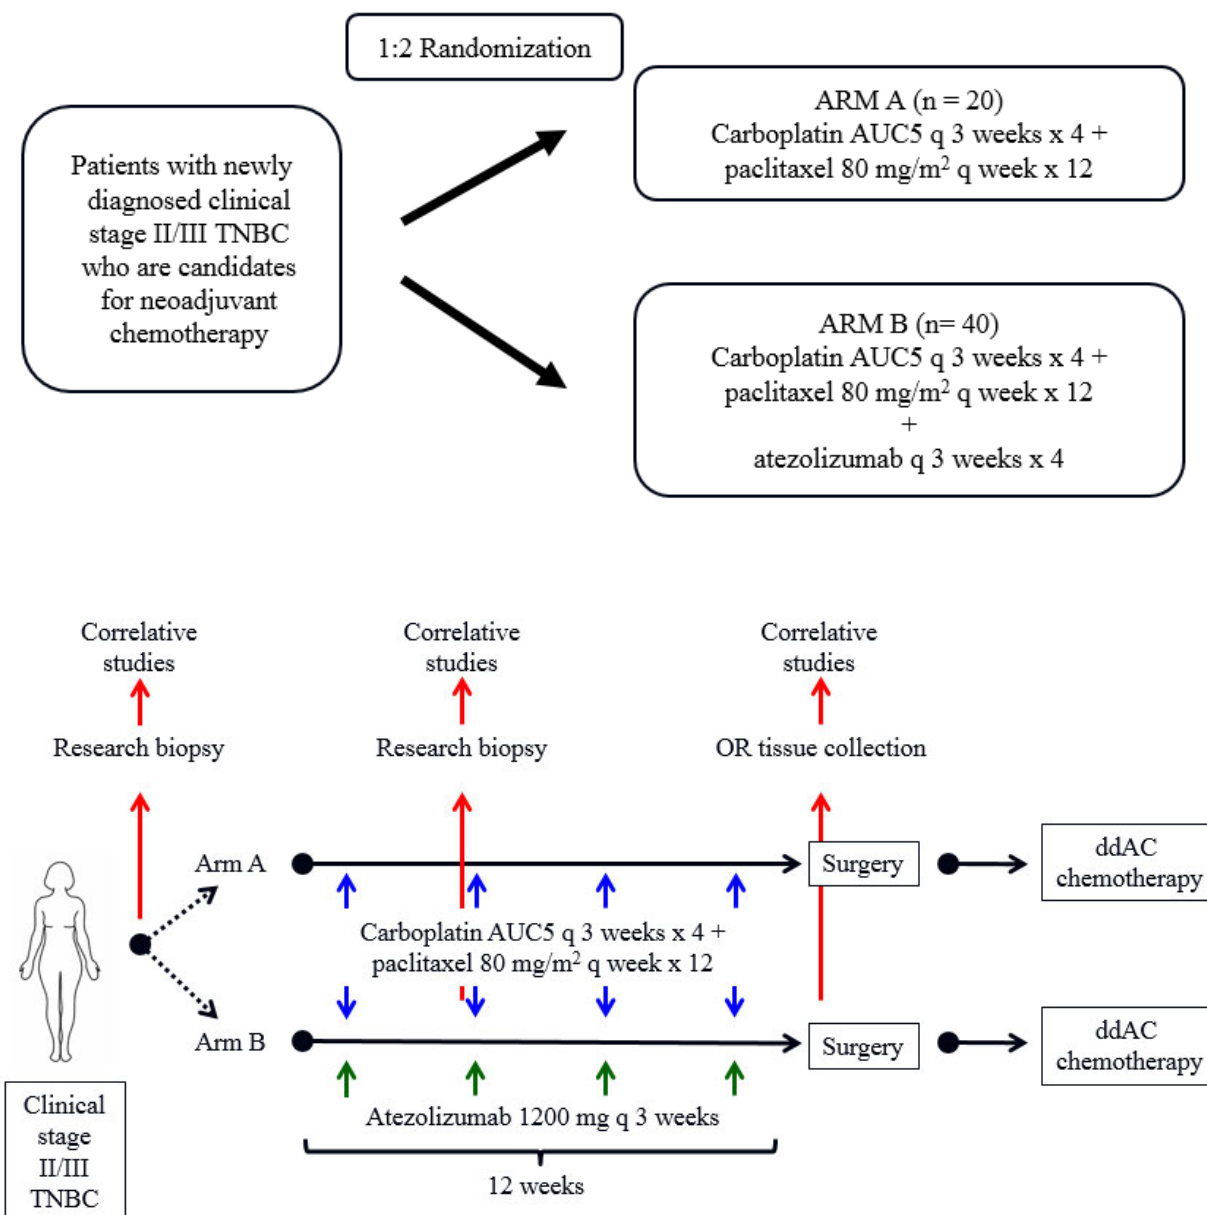 1:2 Randomization
Patients with newly
diagnosed clinical
stage II/III TNBC
who are candidates
for neoadjuvant
chemotherapy
ARM A (n = 20)
Carboplatin AUC5 q 3 weeks x 4 +
paclitaxel 80 mg/m² q week x 12
ARM B (n= 40)
Carboplatin AUC5 q 3 weeks x 4 +
paclitaxel 80 mg/m² q week x 12
+
atezolizumab q 3 weeks x 4
Correlative
studies
Correlative
studies
Correlative
studies
Research biopsy
Research biopsy
OR tissue collection
Arm A
Surgery
ddAC
chemotherapy
Carboplatin AUC5 q 3 weeks x 4 +
paclitaxel 80 mg/m² q week x 12
Arm B
Surgery
ddAC
chemotherapy
Clinical
stage
II/III
TNBC
Atezolizumab 1200 mg q 3 weeks
12 weeks